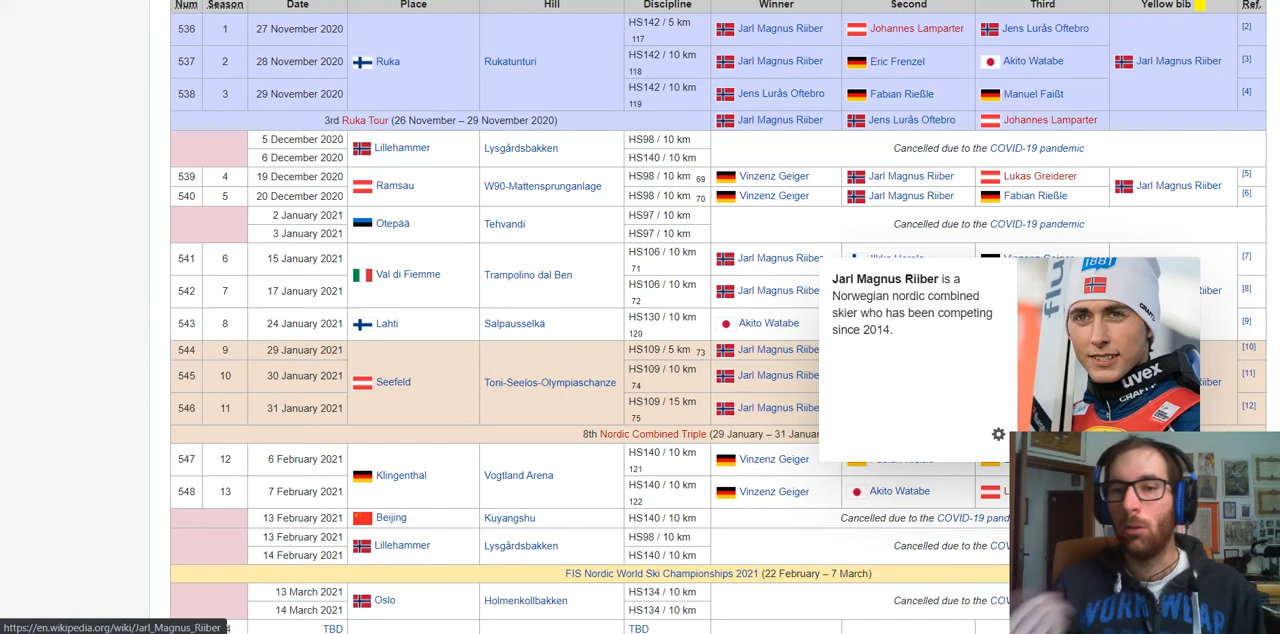 Num Season Date Place Hill Discipline Winner Second Third Yellow bib Ref.
536 1 27 November 2020 Ruka Rukatunturi HS142 / 5 km 117 Jarl Magnus Riiber Johannes Lamparter Jens Lurås Oftebro Jarl Magnus Riiber [2]
537 2 28 November 2020 HS142 / 10 km 118 Jarl Magnus Riiber Eric Frenzel Akito Watabe [3]
538 3 29 November 2020 HS142 / 10 km 119 Jens Lurås Oftebro Fabian Rießle Manuel Faißt [4]
3rd Ruka Tour (26 November – 29 November 2020) Jarl Magnus Riiber Jens Lurås Oftebro Johannes Lamparter
5 December 2020 Lillehammer Lysgårdsbakken HS98 / 10 km Cancelled due to the COVID-19 pandemic
6 December 2020 HS140 / 10 km
539 4 19 December 2020 Ramsau W90-Mattensprunganlage HS98 / 10 km 69 Vinzenz Geiger Jarl Magnus Riiber Lukas Greiderer Jarl Magnus Riiber [5]
540 5 20 December 2020 HS98 / 10 km 70 Vinzenz Geiger Jarl Magnus Riiber Fabian Rießle [6]
2 January 2021 Otepää Tehvandi HS97 / 10 km Cancelled due to the COVID-19 pandemic
3 January 2021 HS97 / 10 km
541 6 15 January 2021 Val di Fiemme Trampolino dal Ben HS106 / 10 km 71 Jarl Magnus Riiber [7]
542 7 17 January 2021 HS106 / 10 km 72 Jarl Magnus Riiber [8]
543 8 24 January 2021 Lahti Salpausselkä HS130 / 10 km 120 Akito Watabe [9]
544 9 29 January 2021 Seefeld Toni-Seelos-Olympiaschanze HS109 / 5 km 73 Jarl Magnus Riibe [10]
545 10 30 January 2021 HS109 / 10 km 74 Jarl Magnus Riibe Riiber [11]
546 11 31 January 2021 HS109 / 15 km 75 Jarl Magnus Riibe [12]
8th Nordic Combined Triple (29 January – 31 Januar
547 12 6 February 2021 Klingenthal Vogtland Arena HS140 / 10 km 121 Vinzenz Geiger
548 13 7 February 2021 HS140 / 10 km 122 Vinzenz Geiger Akito Watabe
13 February 2021 Beijing Kuyangshu HS140 / 10 km Cancelled due to the COVID-19 pand
13 February 2021 Lillehammer Lysgårdsbakken HS98 / 10 km Cancelled due to the COV
14 February 2021 HS140 / 10 km
FIS Nordic World Ski Championships 2021 (22 February – 7 March)
13 March 2021 Oslo Holmenkollbakken HS134 / 10 km Cancelled due to the COV
14 March 2021 HS134 / 10 km
TBD TBD
Jarl Magnus Riiber is a
Norwegian nordic combined
skier who has been competing
since 2014.
1881
uvex
CRAFT
https://en.wikipedia.org/wiki/Jarl_Magnus_Riiber